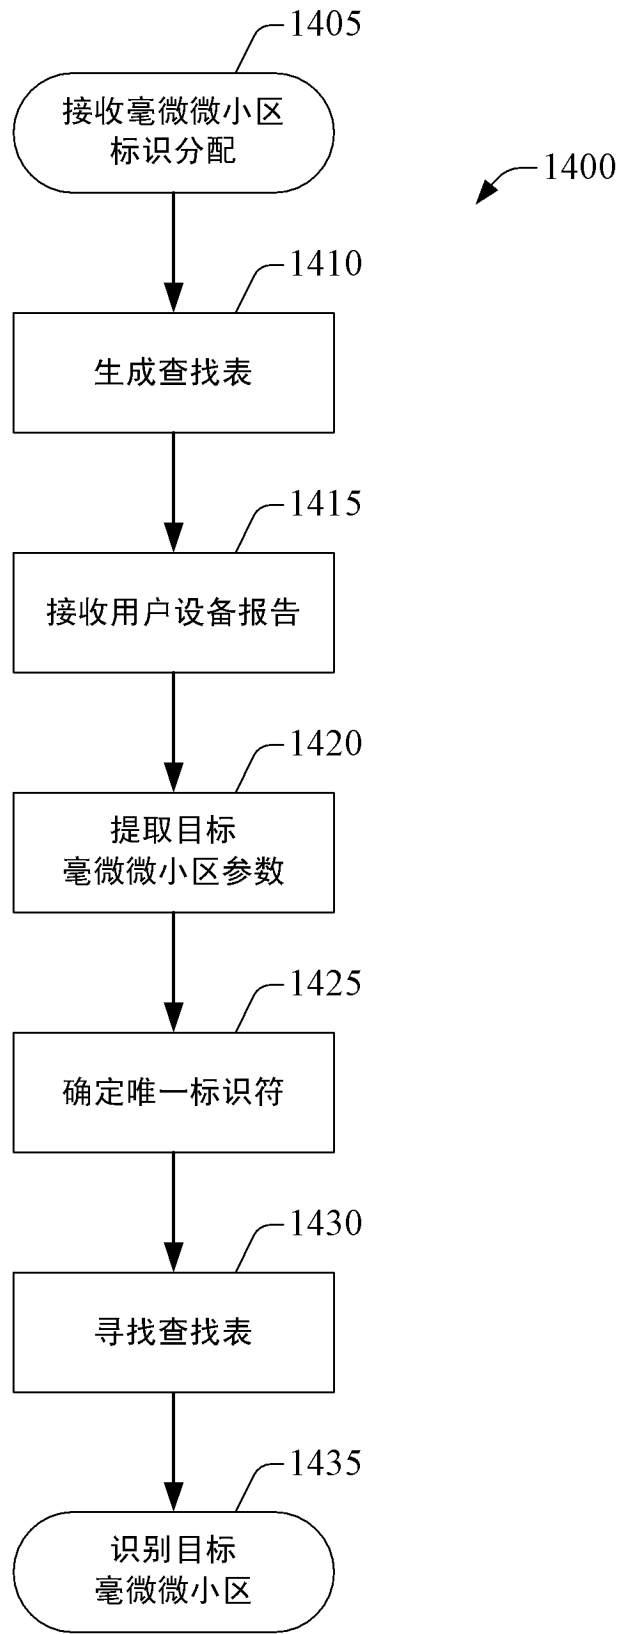 1405
接收毫微微小区
标识分配
1400
1410
生成查找表
1415
接收用户设备报告
1420
提取目标
毫微微小区参数
1425
确定唯一标识符
1430
寻找查找表
1435
识别目标
毫微微小区